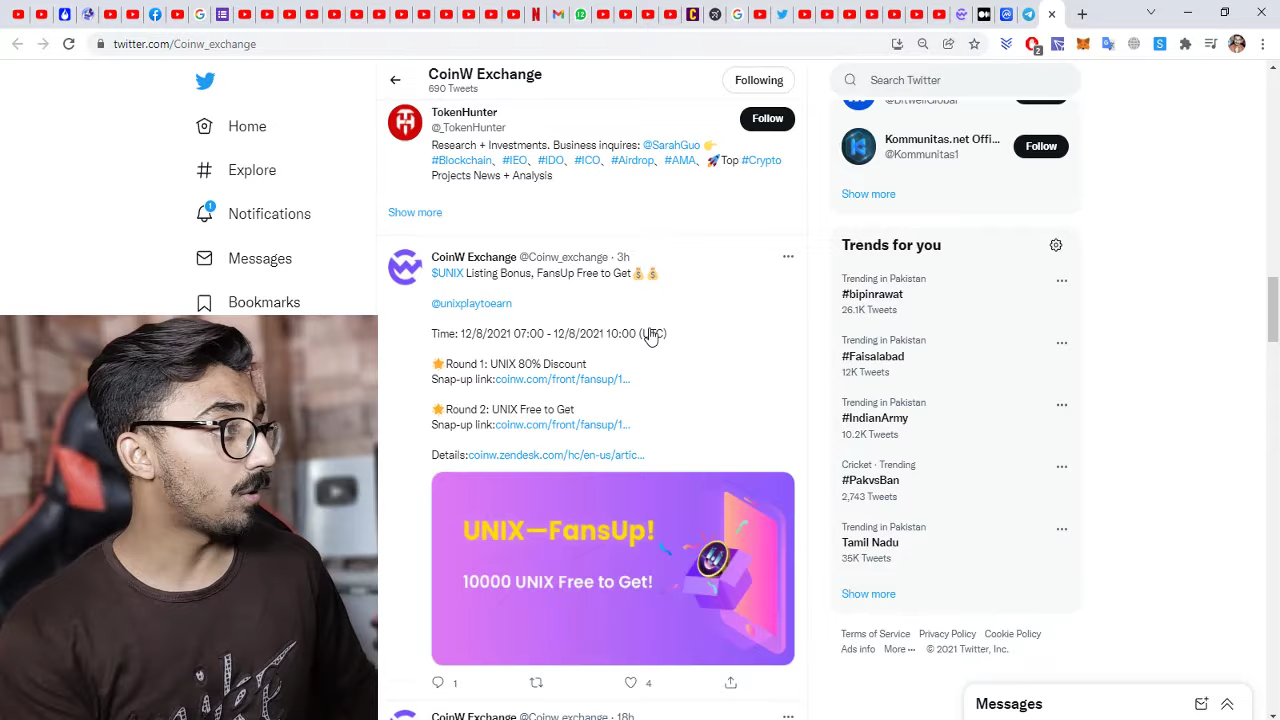 twitter.com/Coinw_exchange
2
CoinW Exchange
690 Tweets
Following
Search Twitter
Home
Explore
1
Notifications
Messages
Bookmarks
TokenHunter
@_TokenHunter
Follow
Research + Investments. Business inquires: @SarahGuo 👉
#Blockchain、#IEO、#IDO、#ICO、#Airdrop、#AMA、🚀Top #Crypto
Projects News + Analysis
Show more
CoinW Exchange @Coinw_exchange · 3h
$UNIX Listing Bonus, FansUp Free to Get💰💰
@unixplaytoearn
Time: 12/8/2021 07:00 - 12/8/2021 10:00 (UTC)
🌟Round 1: UNIX 80% Discount
Snap-up link:coinw.com/front/fansup/1...
🌟Round 2: UNIX Free to Get
Snap-up link:coinw.com/front/fansup/1...
Details:coinw.zendesk.com/hc/en-us/artic...
UNIX—FansUp!
10000 UNIX Free to Get!
1
4
CoinW Exchange @Coinw_exchange · 18h
@BitwellGlobal
Kommunitas.net Offi...
@Kommunitas1
Follow
Show more
Trends for you
Trending in Pakistan
#bipinrawat
26.1K Tweets
Trending in Pakistan
#Faisalabad
12K Tweets
Trending in Pakistan
#IndianArmy
10.2K Tweets
Cricket · Trending
#PakvsBan
2,743 Tweets
Trending in Pakistan
Tamil Nadu
35K Tweets
Show more
Terms of Service Privacy Policy Cookie Policy
Ads info More ··· © 2021 Twitter, Inc.
Messages